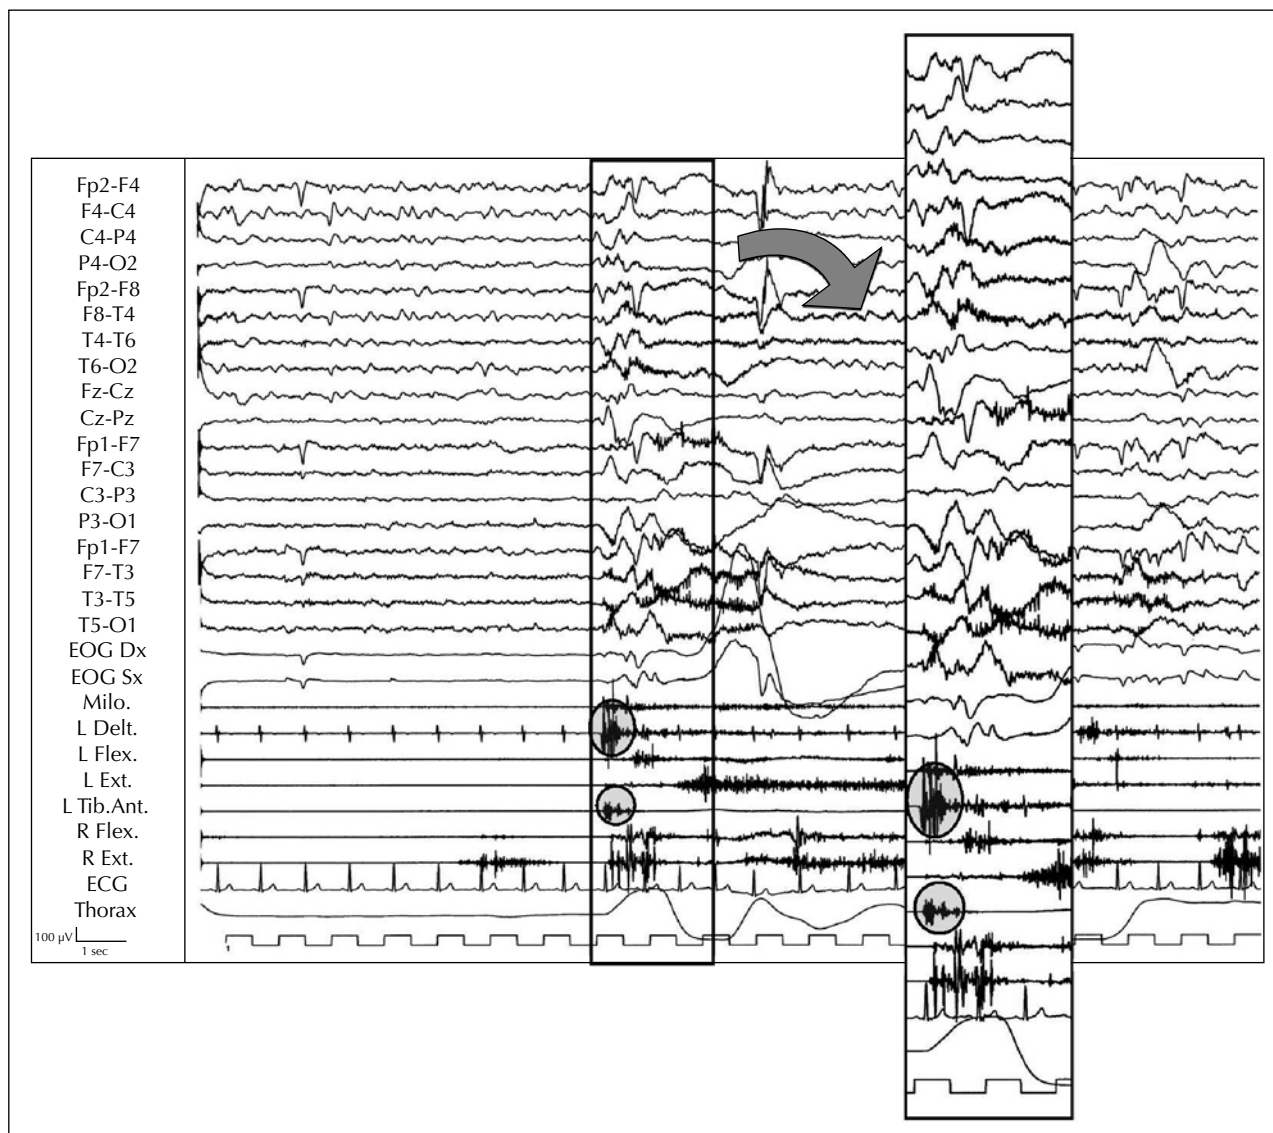 Fp2-F4
F4-C4
C4-P4
P4-O2
Fp2-F8
F8-T4
T4-T6
T6-O2
Fz-Cz
Cz-Pz
Fp1-F7
F7-C3
C3-P3
P3-O1
Fp1-F7
F7-T3
T3-T5
T5-O1
EOG Dx
EOG Sx
Milo.
L Delt.
L Flex.
L Ext.
L Tib.Ant.
R Flex.
R Ext.
ECG
Thorax
100 µV
1 sec